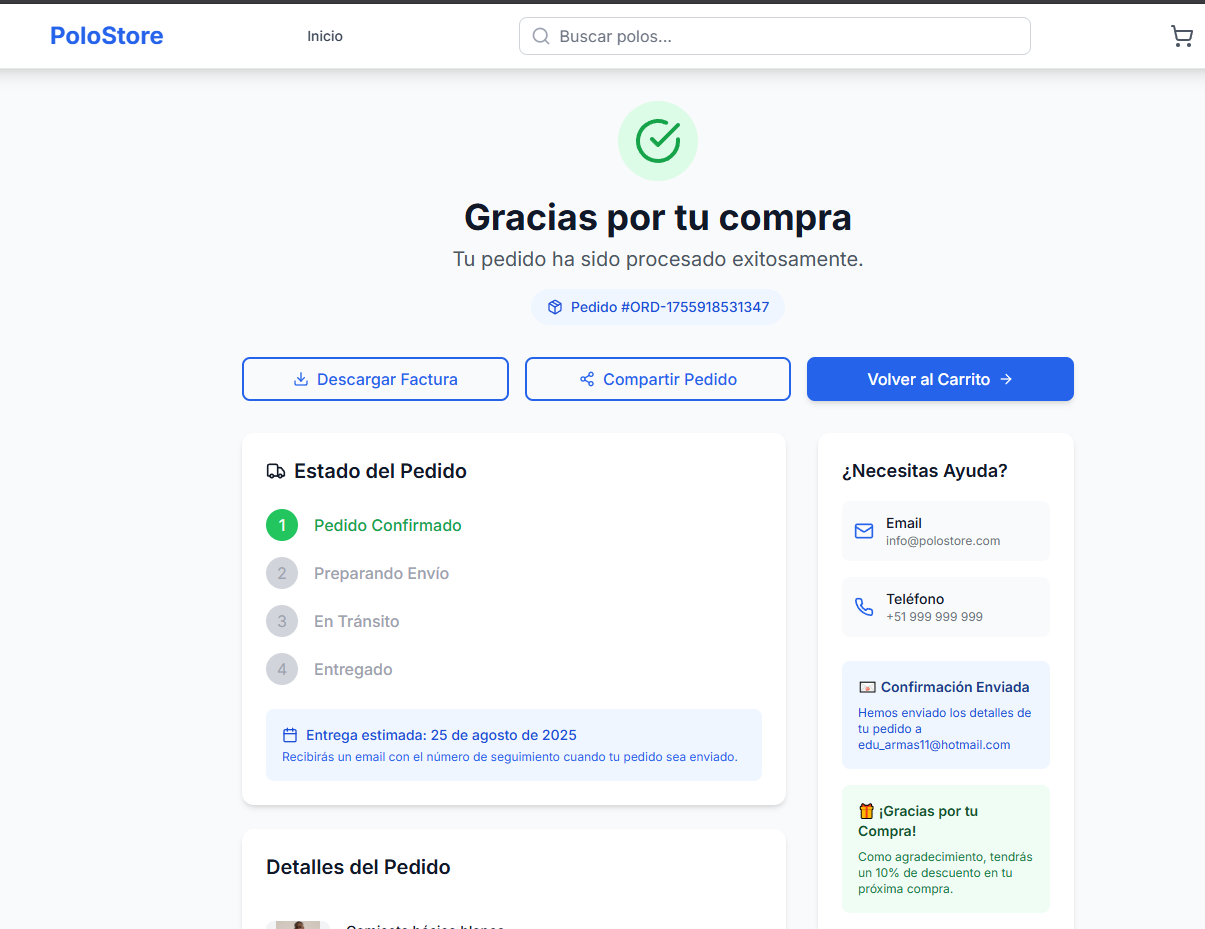 PoloStore
Inicio
Buscar polos...
Gracias por tu compra
Tu pedido ha sido procesado exitosamente.
Pedido #ORD-1755918531347
Descargar Factura
Compartir Pedido
Volver al Carrito
Estado del Pedido
1
Pedido Confirmado
2
Preparando Envío
3
En Tránsito
4
Entregado
Entrega estimada: 25 de agosto de 2025
Recibirás un email con el número de seguimiento cuando tu pedido sea enviado.
Detalles del Pedido
Camiseta básica blanca
¿Necesitas Ayuda?
Email
info@polostore.com
Teléfono
+51 999 999 999
Confirmación Enviada
Hemos enviado los detalles de
tu pedido a
edu_armas11@hotmail.com
¡Gracias por tu
Compra!
Como agradecimiento, tendrás
un 10% de descuento en tu
próxima compra.